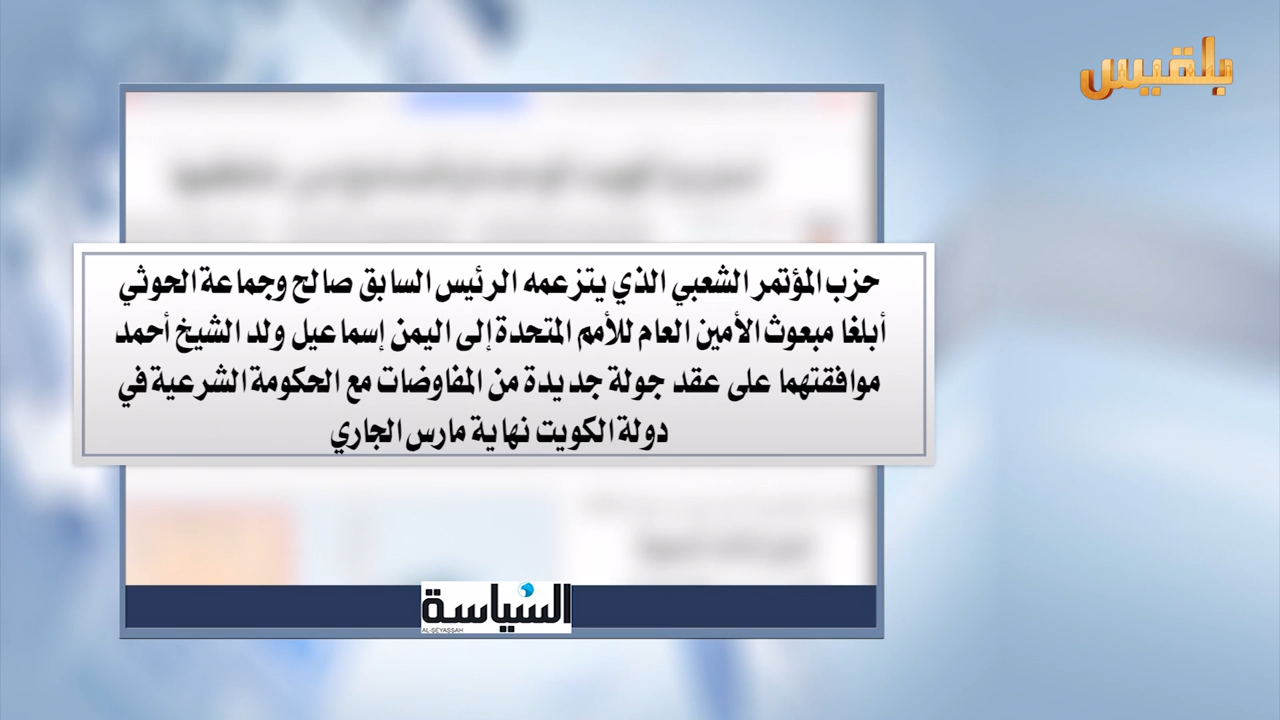 بلقيس
حزب المؤتمر الشعبي الذي يتزعمه الرئيس السابق صالح وجماعة الحوثي
أبلغا مبعوث الأمين العام للأمم المتحدة إلى اليمن إسماعيل ولد الشيخ أحمد
موافقتهما على عقد جولة جديدة من المفاوضات مع الحكومة الشرعية في
دولة الكويت نهاية مارس الجاري
السياسة
AL-SEYASSAH